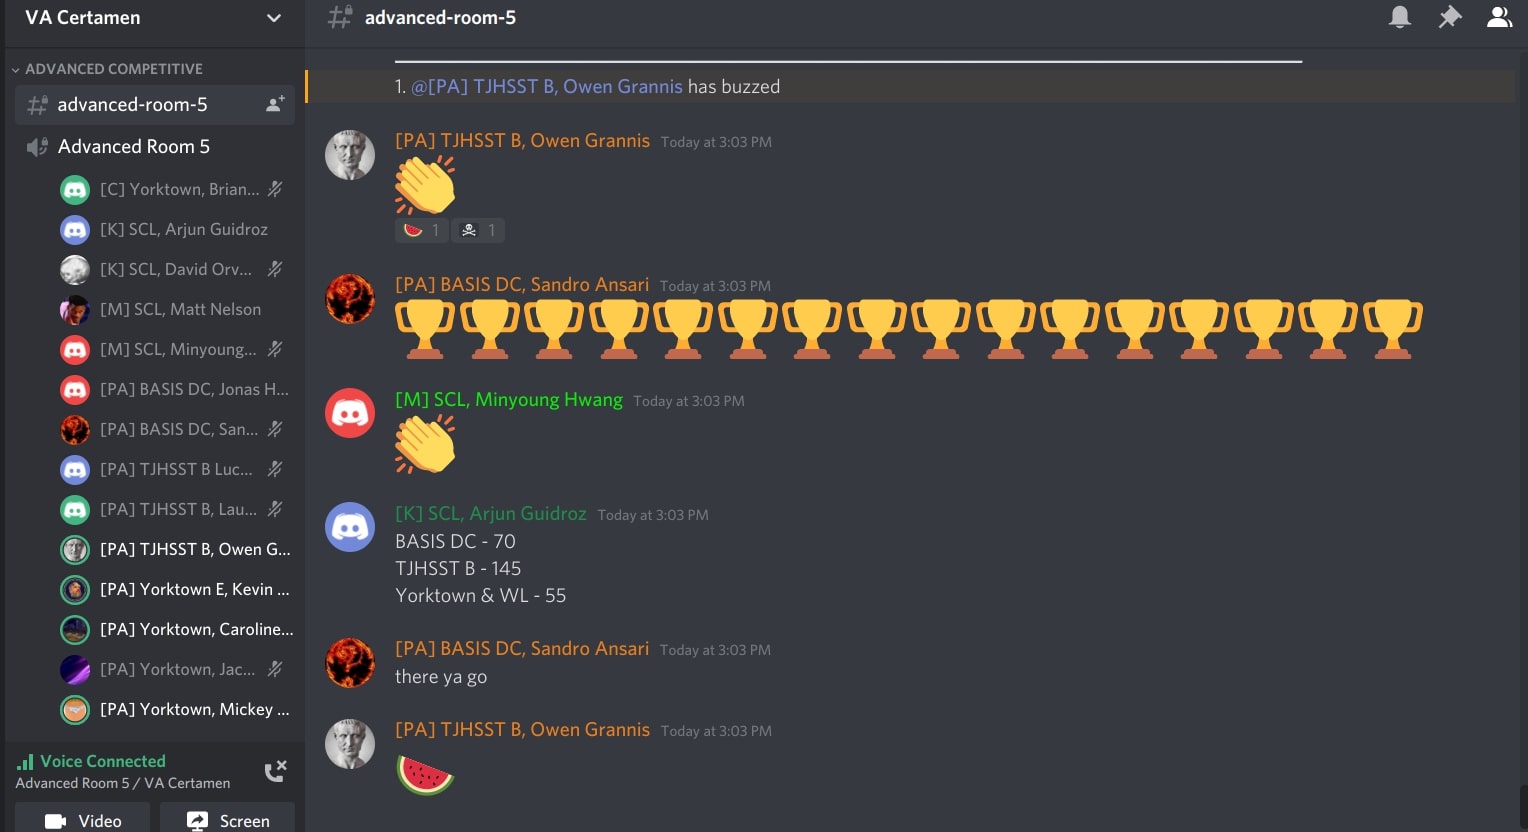 VA Certamen
ADVANCED COMPETITIVE
advanced-room-5
Advanced Room 5
[C] Yorktown, Brian...
[K] SCL, Arjun Guidroz
[K] SCL, David Orv...
[M] SCL, Matt Nelson
[M] SCL, Minyoung...
[PA] BASIS DC, Jonas H...
[PA] BASIS DC, San...
[PA] TJHSST B Luc...
[PA] TJHSST B, Lau...
[PA] TJHSST B, Owen G...
[PA] Yorktown E, Kevin ...
[PA] Yorktown, Caroline...
[PA] Yorktown, Jac...
[PA] Yorktown, Mickey ...
Voice Connected
Advanced Room 5 / VA Certamen
Video Screen
advanced-room-5
1. @[PA] TJHSST B, Owen Grannis has buzzed
[PA] TJHSST B, Owen Grannis Today at 3:03 PM
1 1
[PA] BASIS DC, Sandro Ansari Today at 3:03 PM
[M] SCL, Minyoung Hwang Today at 3:03 PM
[K] SCL, Arjun Guidroz Today at 3:03 PM
BASIS DC - 70
TJHSST B - 145
Yorktown & WL - 55
[PA] BASIS DC, Sandro Ansari Today at 3:03 PM
there ya go
[PA] TJHSST B, Owen Grannis Today at 3:03 PM